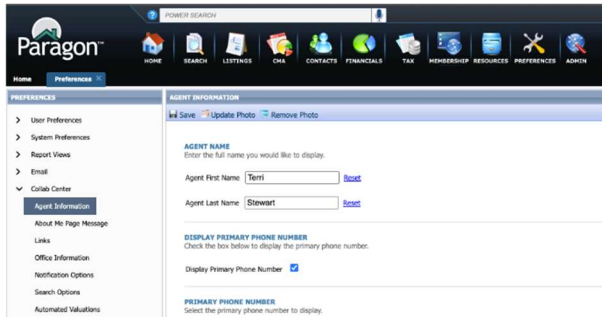 POWER SEARCH
Paragon™
HOME SEARCH LISTINGS CMA CONTACTS FINANCIALS TAX MEMBERSHIP RESOURCES PREFERENCES ADMIN
Home Preferences ×
PREFERENCES
User Preferences
System Preferences
Report Views
Email
Collab Center
Agent Information
About Me Page Message
Links
Office Information
Notification Options
Search Options
Automated Valuations
AGENT INFORMATION
Save Update Photo Remove Photo
AGENT NAME
Enter the full name you would like to display.
Agent First Name Terri Reset
Agent Last Name Stewart Reset
DISPLAY PRIMARY PHONE NUMBER
Check the box below to display the primary phone number.
Display Primary Phone Number
PRIMARY PHONE NUMBER
Select the primary phone number to display.